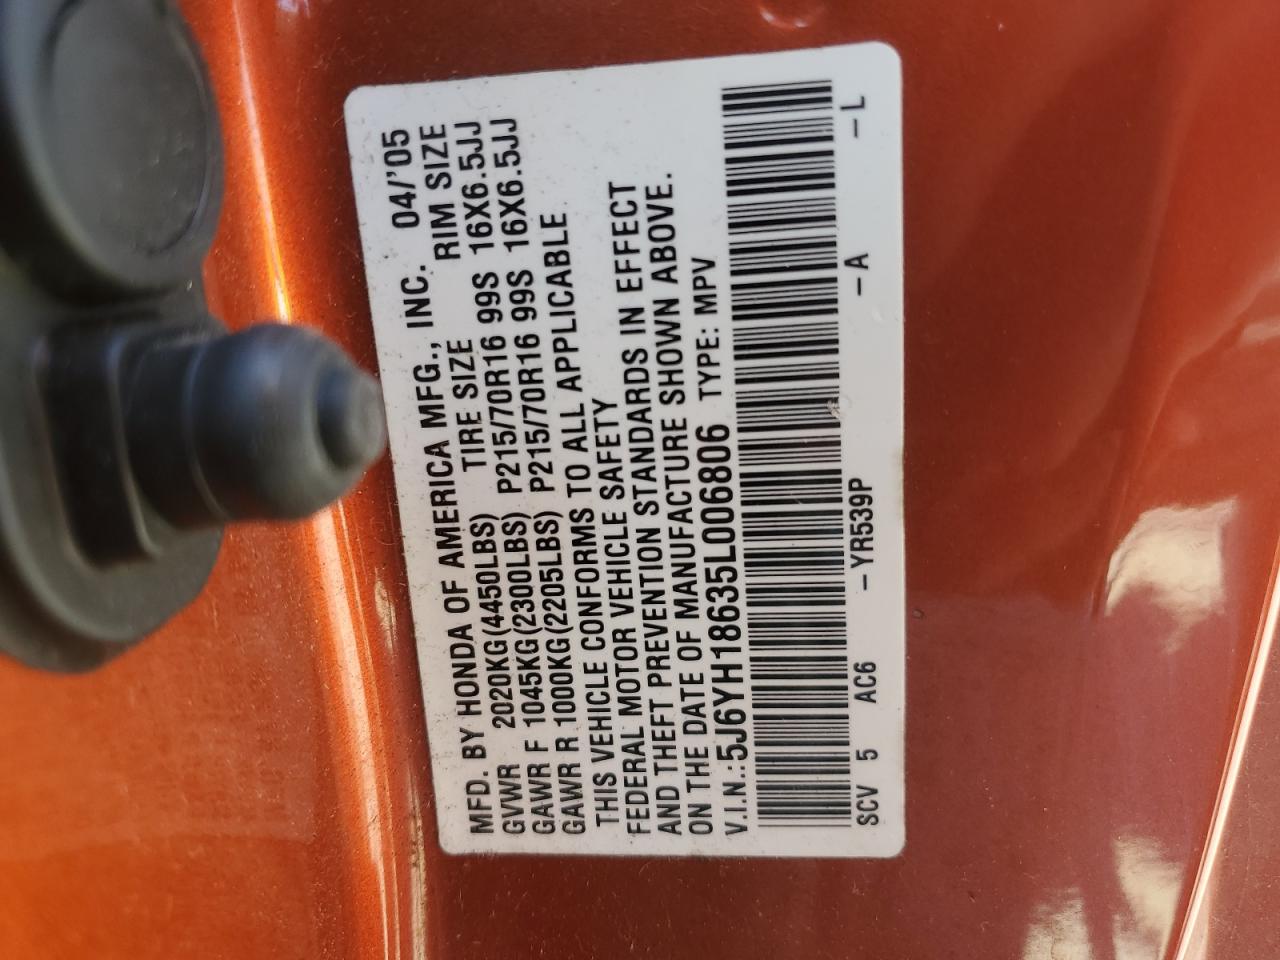 MFD. BY HONDA OF AMERICA MFG., INC. 04/'05
GVWR 2020KG(4450LBS) TIRE SIZE RIM SIZE
GAWR F 1045KG(2300LBS) P215/70R16 99S 16X6.5JJ
GAWR R 1000KG(2205LBS) P215/70R16 99S 16X6.5JJ
THIS VEHICLE CONFORMS TO ALL APPLICABLE
FEDERAL MOTOR VEHICLE SAFETY
AND THEFT PREVENTION STANDARDS IN EFFECT
ON THE DATE OF MANUFACTURE SHOWN ABOVE.
V.I.N.:5J6YH18635L006806 TYPE: MPV
SCV 5 AC6 -YR539P -A -L